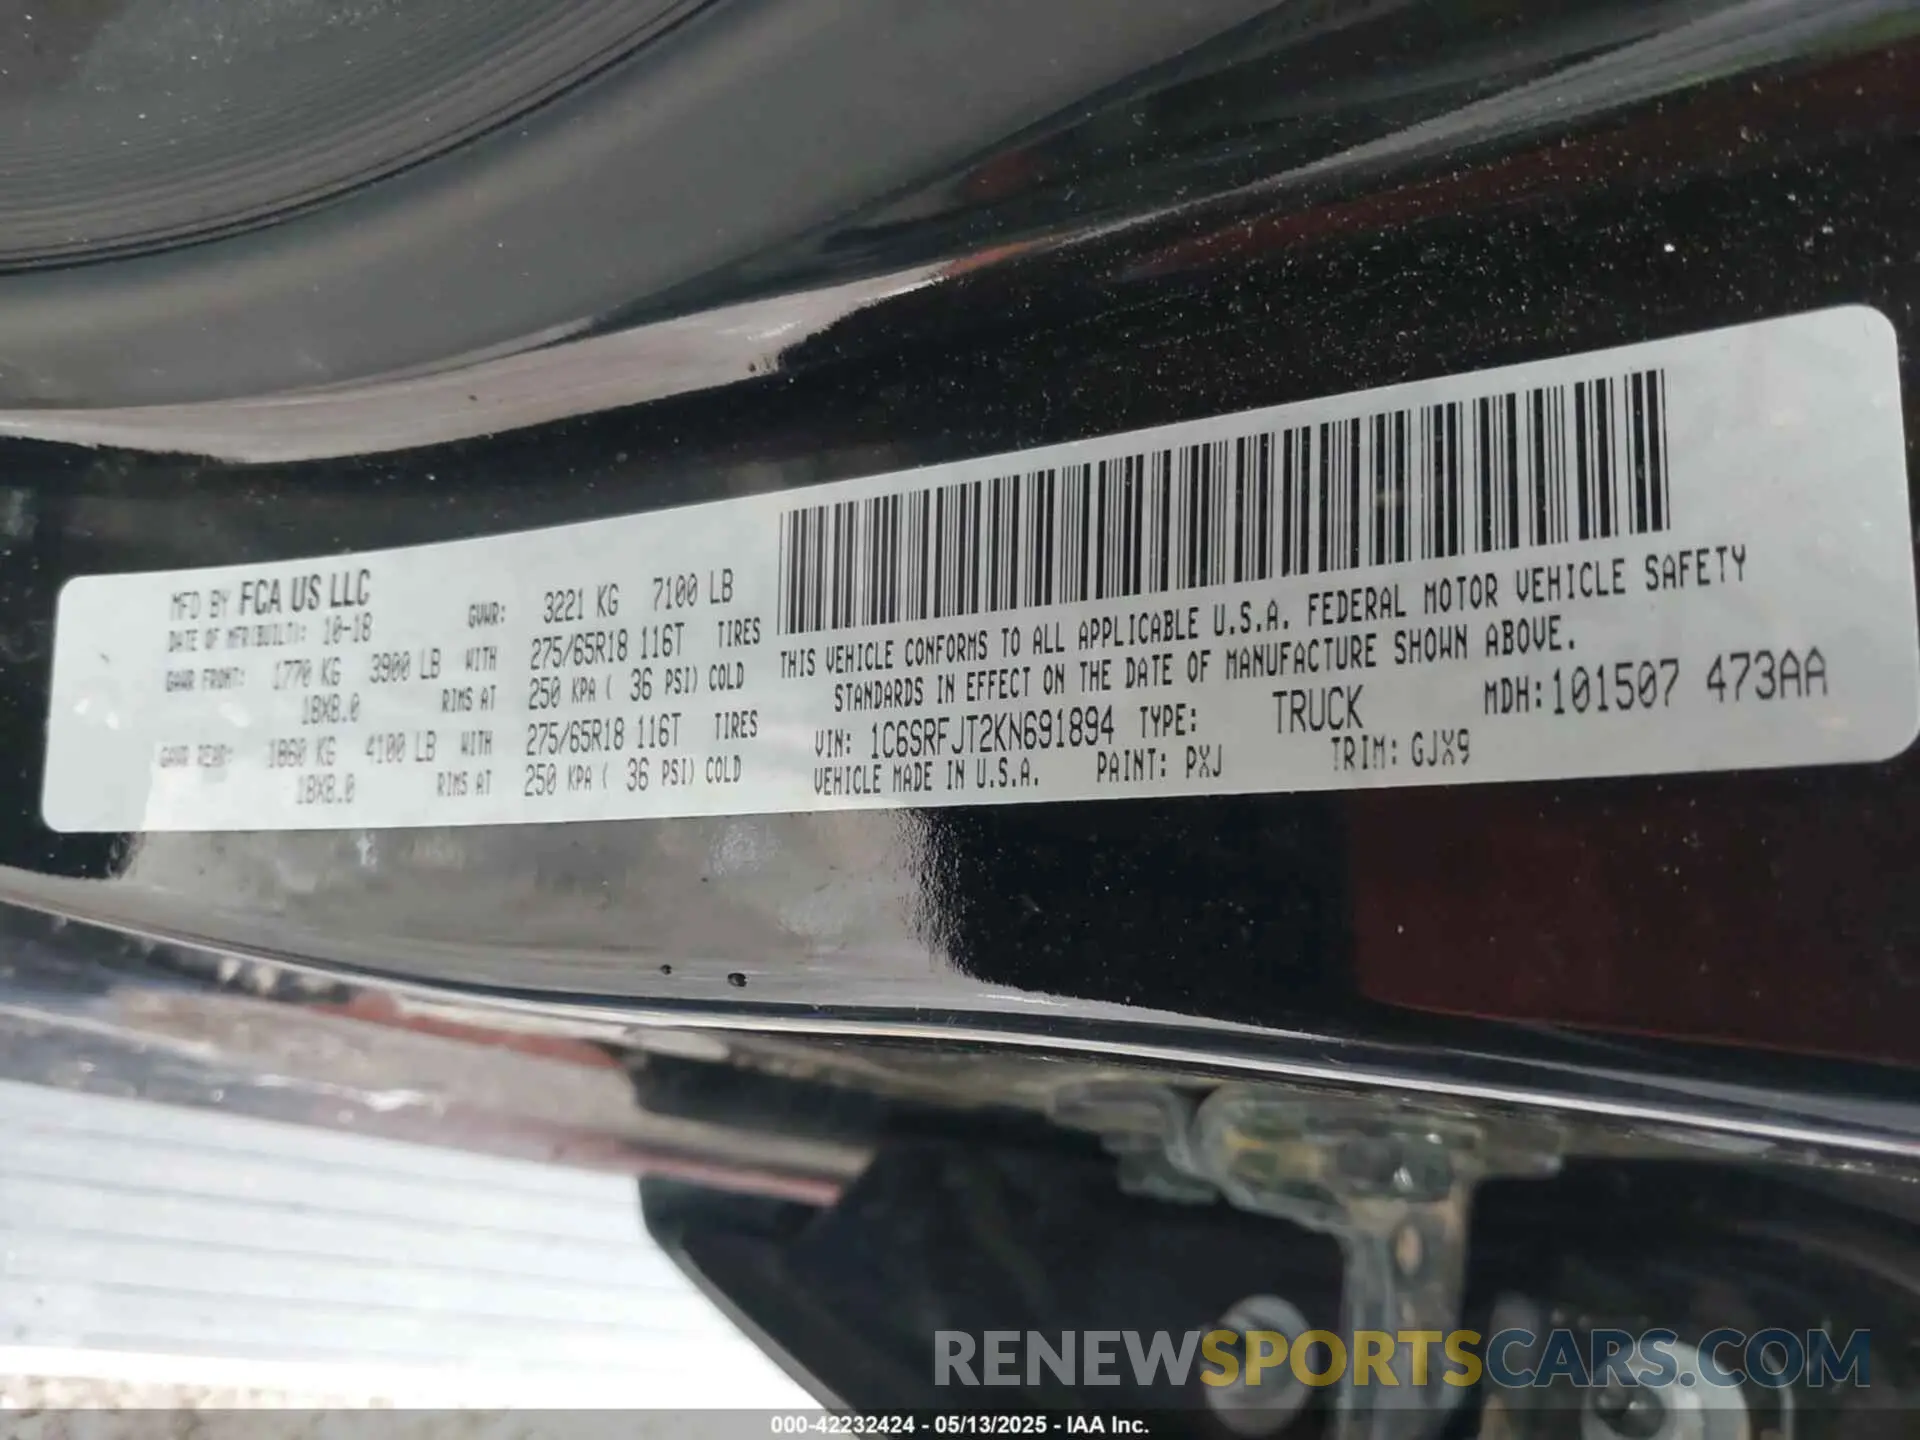 MFD BY FCA US LLC
DATE OF MFR(BUILT): 10-18
GVWR: 3221 KG 7100 LB
GAWR FRONT: 1770 KG 3900 LB WITH 275/65R18 116T TIRES
18X8.0 RIMS AT 250 KPA ( 36 PSI) COLD
GAWR REAR: 1860 KG 4100 LB WITH 275/65R18 116T TIRES
18X8.0 RIMS AT 250 KPA ( 36 PSI) COLD
THIS VEHICLE CONFORMS TO ALL APPLICABLE U.S.A. FEDERAL MOTOR VEHICLE SAFETY
STANDARDS IN EFFECT ON THE DATE OF MANUFACTURE SHOWN ABOVE.
VIN: 1C6SRFJT2KN691894 TYPE: TRUCK MDH:101507 473AA
VEHICLE MADE IN U.S.A. PAINT: PXJ TRIM: GJX9
RENEWSPORTSCARS.COM
000-42232424 - 05/13/2025 - IAA Inc.